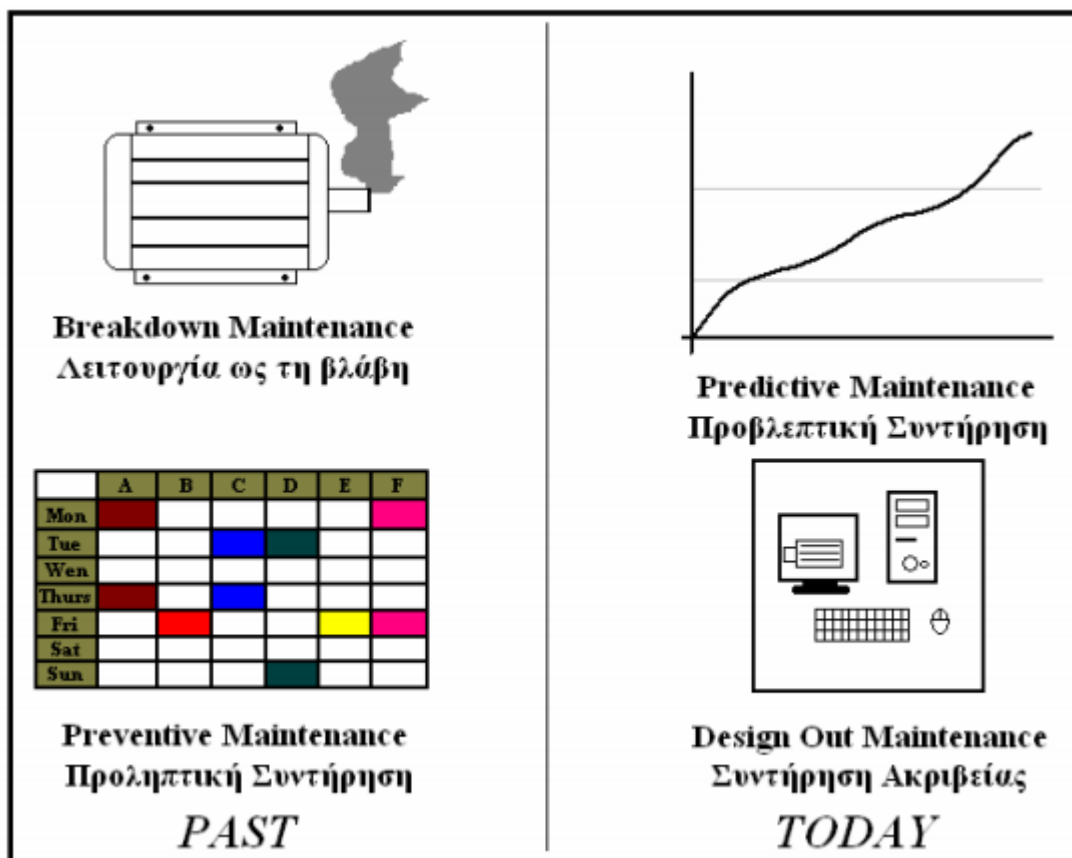 Breakdown Maintenance
Λειτουργία ως τη βλάβη
A B C D E F
Mon
Tue
Wen
Thurs
Fri
Sat
Sun
Preventive Maintenance
Προληπτική Συντήρηση
PAST
Predictive Maintenance
Προβλεπτική Συντήρηση
Design Out Maintenance
Συντήρηση Ακριβείας
TODAY